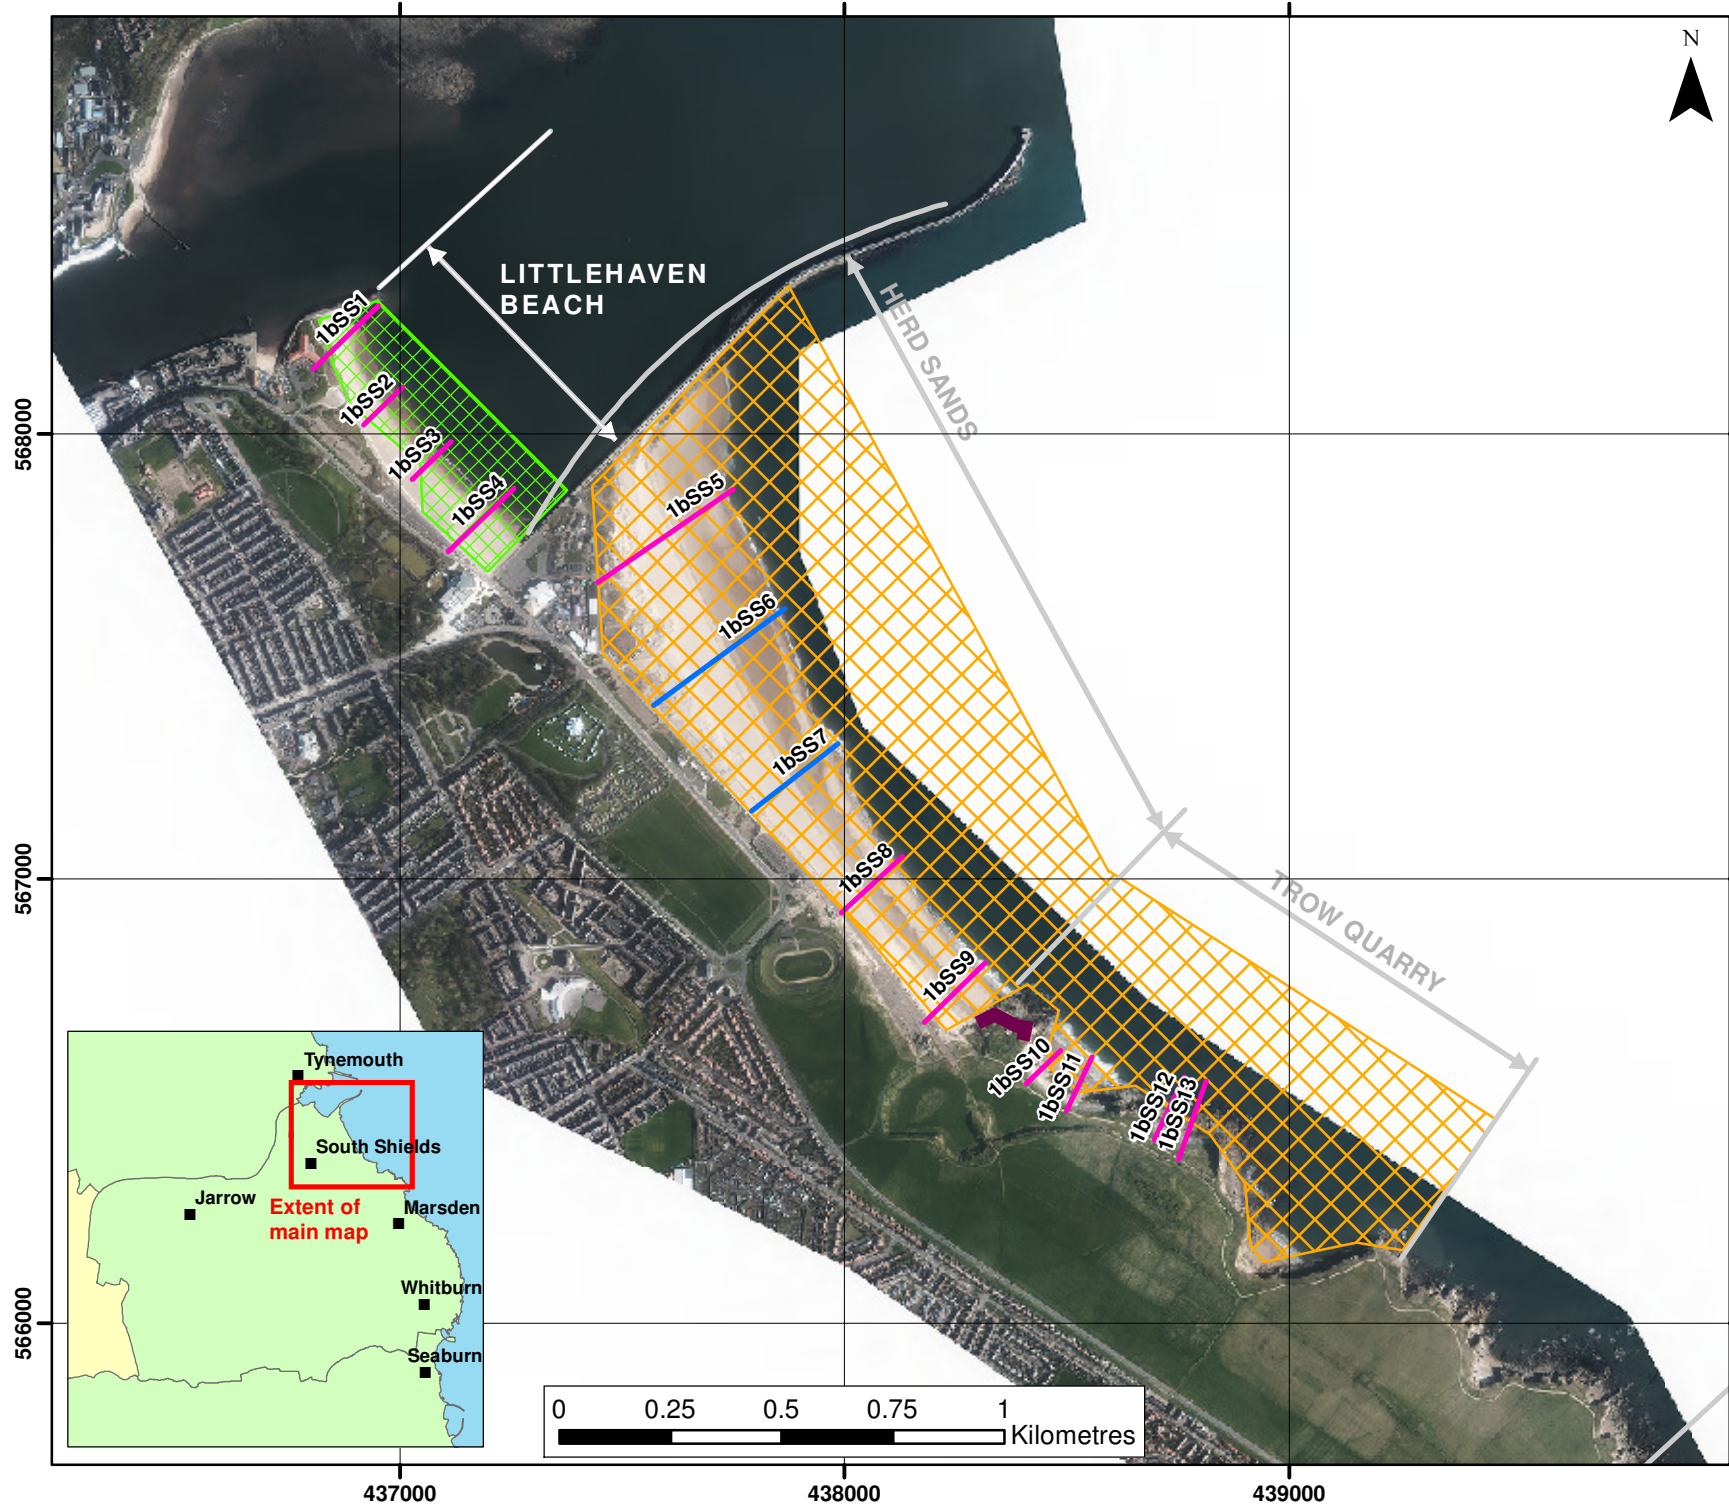 N
LITTLEHAVEN
BEACH
HERD SANDS
TROW QUARRY
1bSS1
1bSS2
1bSS3
1bSS4
1bSS5
1bSS6
1bSS7
1bSS8
1bSS9
1bSS10
1bSS11
1bSS12
1bSS13
568000
567000
566000
Tynemouth
South Shields
Jarrow
Extent of
main map
Marsden
Whitburn
Seaburn
0 0.25 0.5 0.75 1
Kilometres
437000 438000 439000